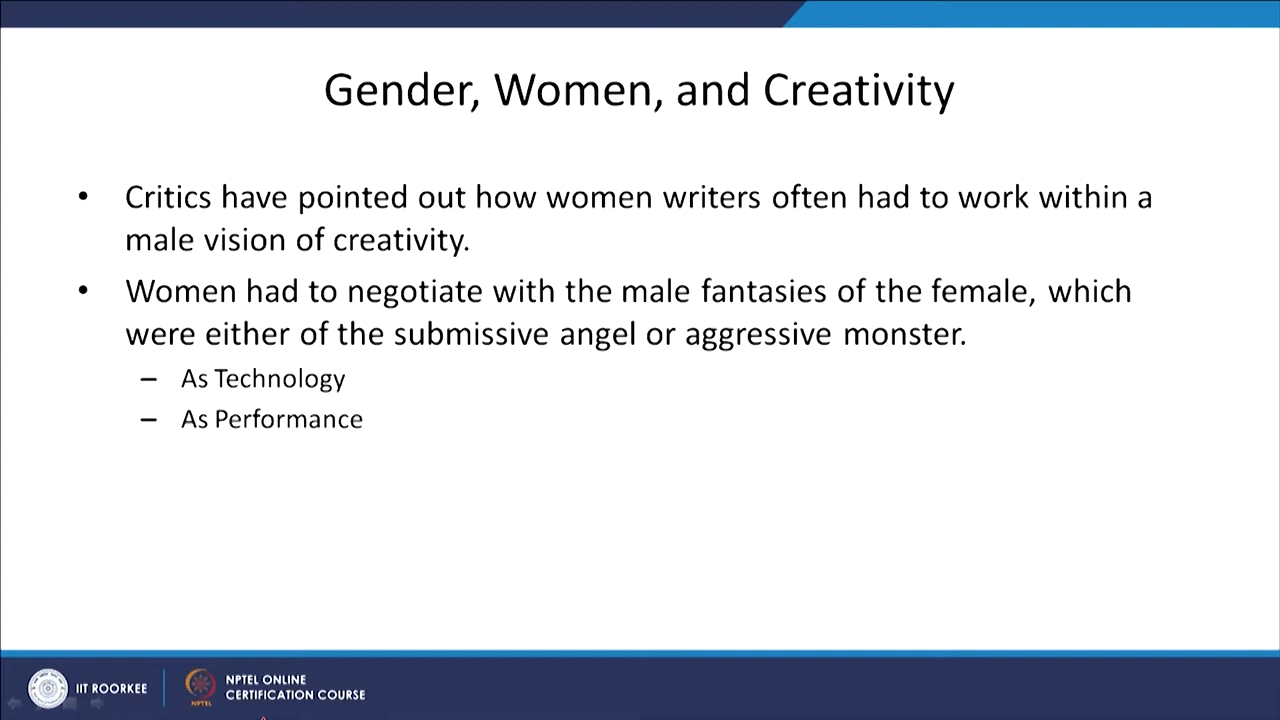 Gender, Women, and Creativity
• Critics have pointed out how women writers often had to work within a
male vision of creativity.
• Women had to negotiate with the male fantasies of the female, which
were either of the submissive angel or aggressive monster.
– As Technology
– As Performance
IIT ROORKEE
NPTEL ONLINE
CERTIFICATION COURSE
NPTEL